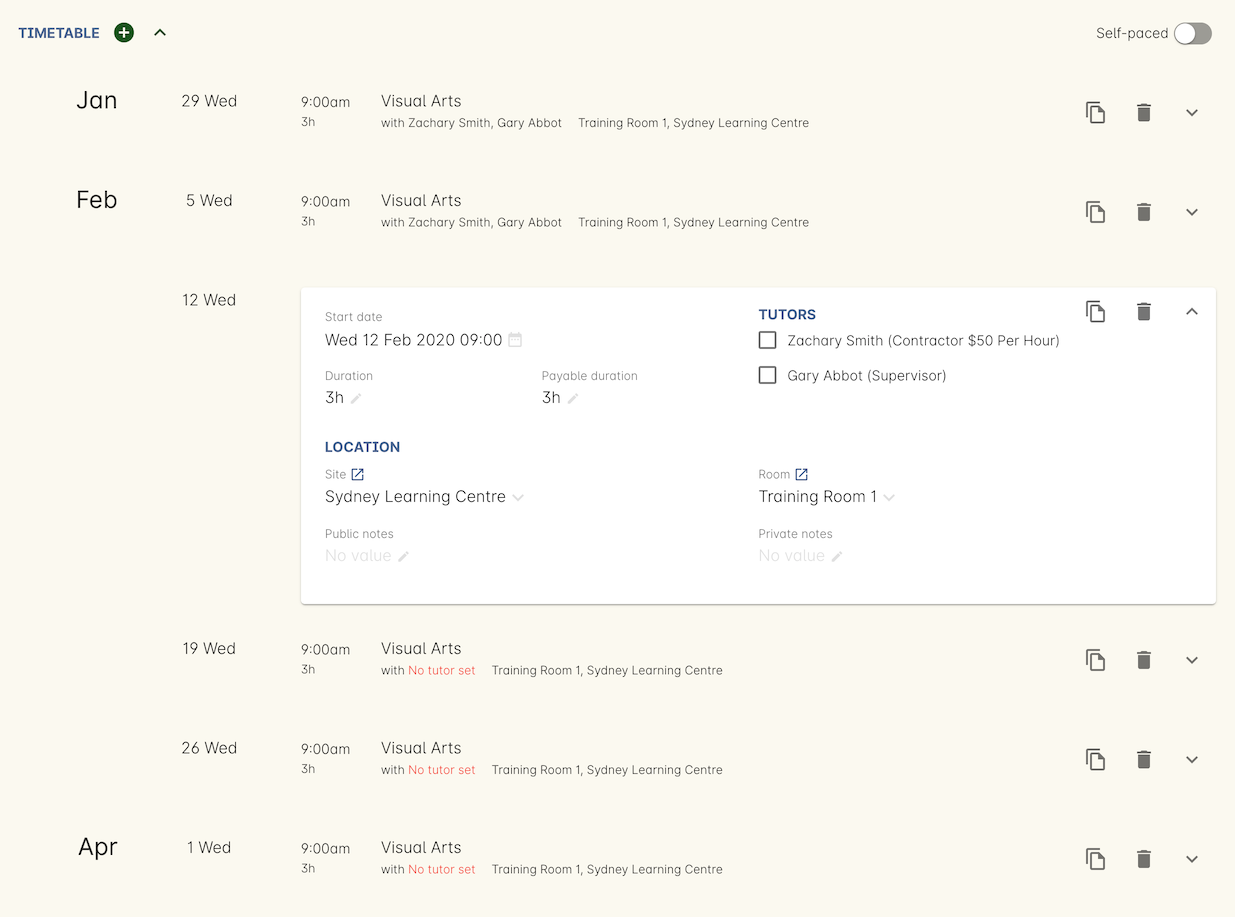 TIMETABLE
Self-paced
Jan
29 Wed
9:00am
3h
Visual Arts
with Zachary Smith, Gary Abbot Training Room 1, Sydney Learning Centre
Feb
5 Wed
9:00am
3h
Visual Arts
with Zachary Smith, Gary Abbot Training Room 1, Sydney Learning Centre
12 Wed
Start date
Wed 12 Feb 2020 09:00
Duration
3h
Payable duration
3h
TUTORS
Zachary Smith (Contractor $50 Per Hour)
Gary Abbot (Supervisor)
LOCATION
Site
Sydney Learning Centre
Room
Training Room 1
Public notes
No value
Private notes
No value
19 Wed
9:00am
3h
Visual Arts
with No tutor set Training Room 1, Sydney Learning Centre
26 Wed
9:00am
3h
Visual Arts
with No tutor set Training Room 1, Sydney Learning Centre
Apr
1 Wed
9:00am
3h
Visual Arts
with No tutor set Training Room 1, Sydney Learning Centre